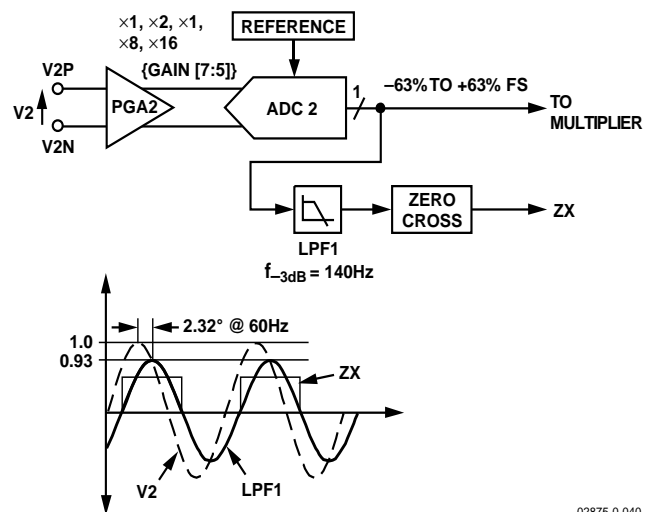 ×1, ×2, ×1,
×8, ×16
{GAIN [7:5]}
REFERENCE
V2P
V2
V2N
PGA2
ADC 2
1
–63% TO +63% FS
TO
MULTIPLIER
LPF1
f–3dB = 140Hz
ZERO
CROSS
ZX
2.32° @ 60Hz
1.0
0.93
ZX
V2
LPF1
02875-0-040